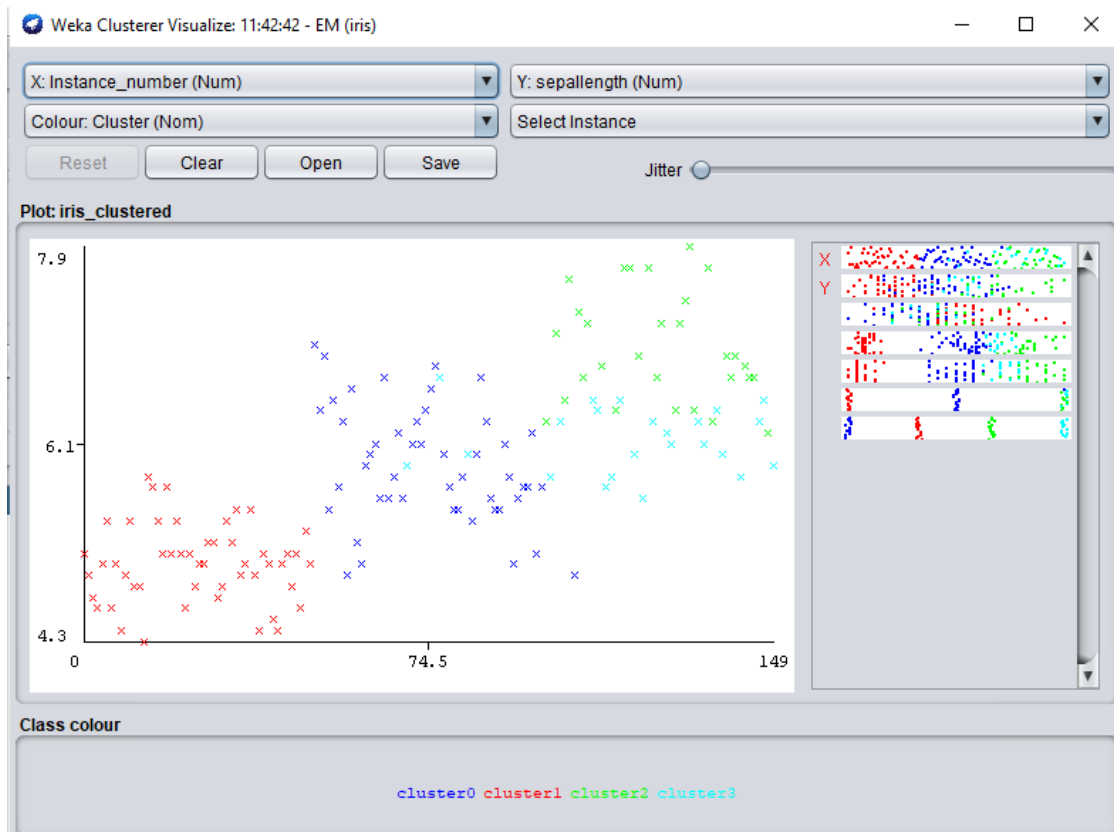 Weka Clusterer Visualize: 11:42:42 - EM (iris)
X: Instance_number (Num) Y: sepallength (Num)
Colour: Cluster (Nom) Select Instance
Reset Clear Open Save Jitter
Plot: iris_clustered
7.9
6.1
4.3
0 74.5 149
X
Y
Class colour
cluster0 cluster1 cluster2 cluster3